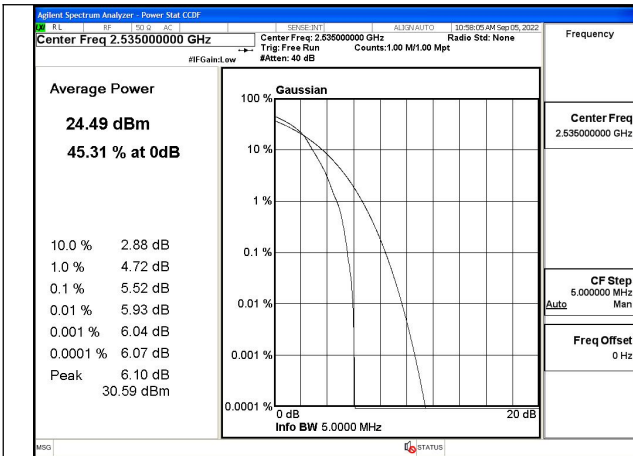 Agilent Spectrum Analyzer - Power Stat CCDF
RL RF 50 Ω AC SENSE:INT ALIGN AUTO 10:58:05 AM Sep 05, 2022
Center Freq 2.535000000 GHz
Center Freq: 2.535000000 GHz Radio Std: None
Trig: Free Run Counts:1.00 M/1.00 Mpt
#IFGain:Low #Atten: 40 dB
Frequency
Average Power
24.49 dBm
45.31 % at 0dB
10.0 % 2.88 dB
1.0 % 4.72 dB
0.1 % 5.52 dB
0.01 % 5.93 dB
0.001 % 6.04 dB
0.0001 % 6.07 dB
Peak 6.10 dB
30.59 dBm
Gaussian
100 %
10 %
1 %
0.1 %
0.01 %
0.001 %
0.0001 %
0 dB 20 dB
Info BW 5.0000 MHz
Center Freq
2.535000000 GHz
CF Step
5.000000 MHz
Auto Man
Freq Offset
0 Hz
MSG STATUS